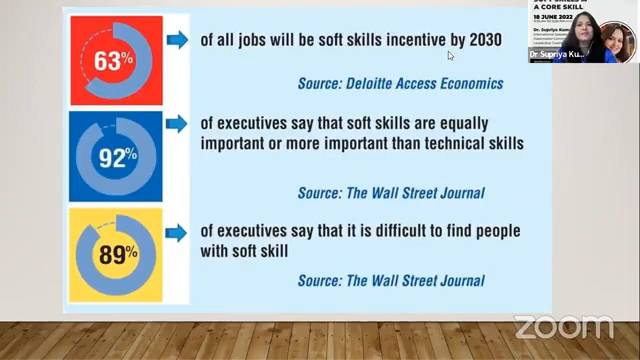 63%
of all jobs will be soft skills incentive by 2030
Source: Deloitte Access Economics
92%
of executives say that soft skills are equally
important or more important than technical skills
Source: The Wall Street Journal
89%
of executives say that it is difficult to find people
with soft skill
Source: The Wall Street Journal
A CORE SKILL
18 JUNE 2022
Dr. Supriya Kum
Dr Supriya Ku...
zoom